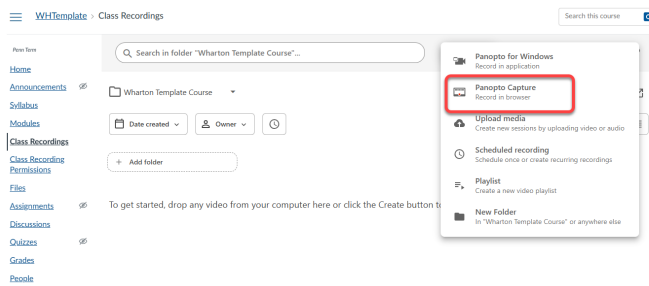 WHTemplate > Class Recordings
Search this course
Penn Term
Home
Announcements
Syllabus
Modules
Class Recordings
Class Recording
Permissions
Files
Assignments
Discussions
Quizzes
Grades
People
Search in folder "Wharton Template Course"...
Wharton Template Course
Date created
Owner
+ Add folder
To get started, drop any video from your computer here or click the Create button to
Panopto for Windows
Record in application
Panopto Capture
Record in browser
Upload media
Create new sessions by uploading video or audio
Scheduled recording
Schedule once or create recurring recordings
Playlist
Create a new video playlist
New Folder
In "Wharton Template Course" or anywhere else